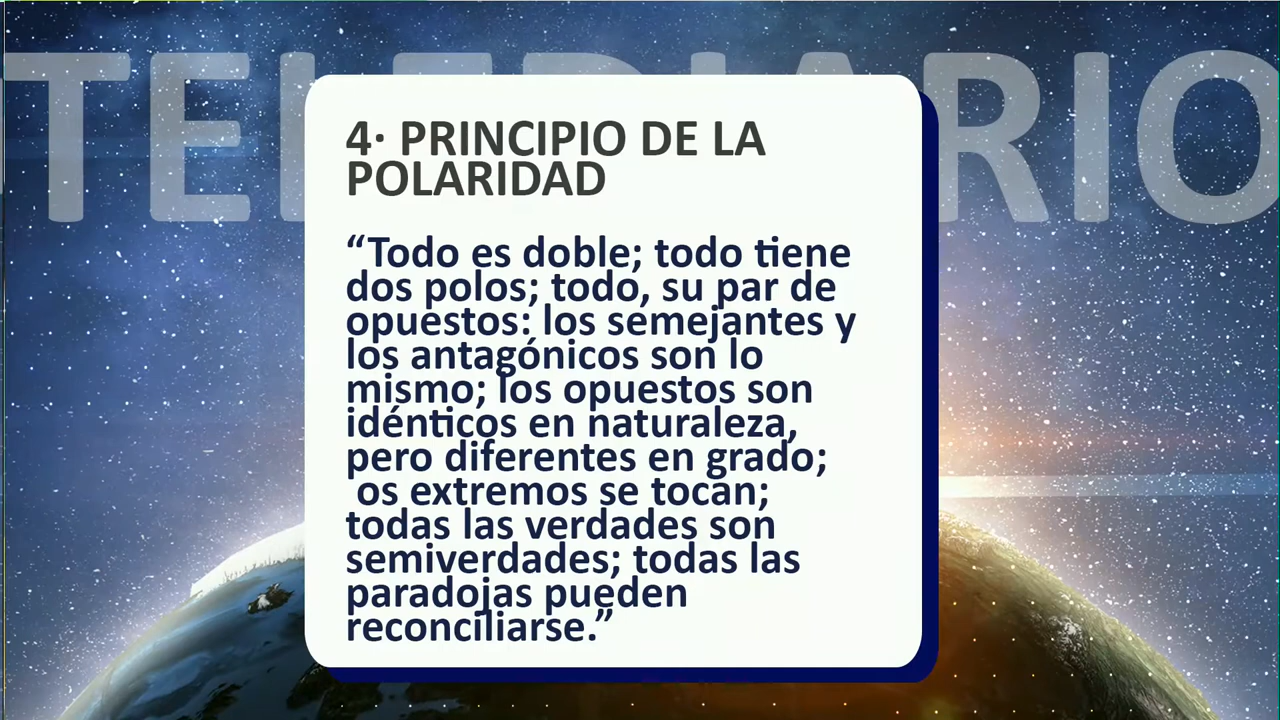 TELEDIARIO
4· PRINCIPIO DE LA
POLARIDAD
“Todo es doble; todo tiene
dos polos; todo, su par de
opuestos: los semejantes y
los antagónicos son lo
mismo; los opuestos son
idénticos en naturaleza,
pero diferentes en grado;
os extremos se tocan;
todas las verdades son
semiverdades; todas las
paradojas pueden
reconciliarse.”